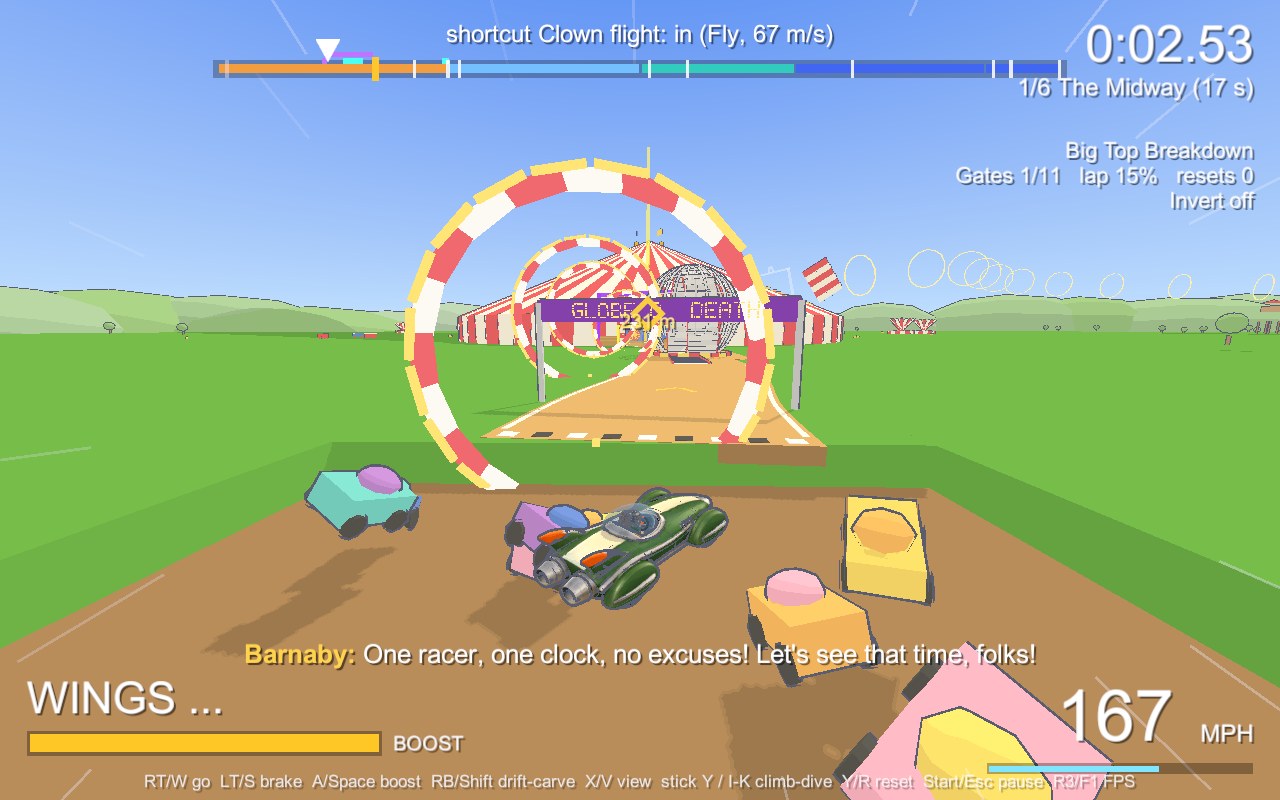 shortcut Clown flight: in (Fly, 67 m/s)
0:02.53
1/6 The Midway (17 s)
Big Top Breakdown
Gates 1/11 lap 15% resets 0
Invert off
GLOBE DEATH
Barnaby: One racer, one clock, no excuses! Let's see that time, folks!
WINGS ...
BOOST
167 MPH
RT/W go LT/S brake A/Space boost RB/Shift drift-carve X/V view stick Y / I-K climb-dive Y/R reset Start/Esc pause R3/F1 FPS